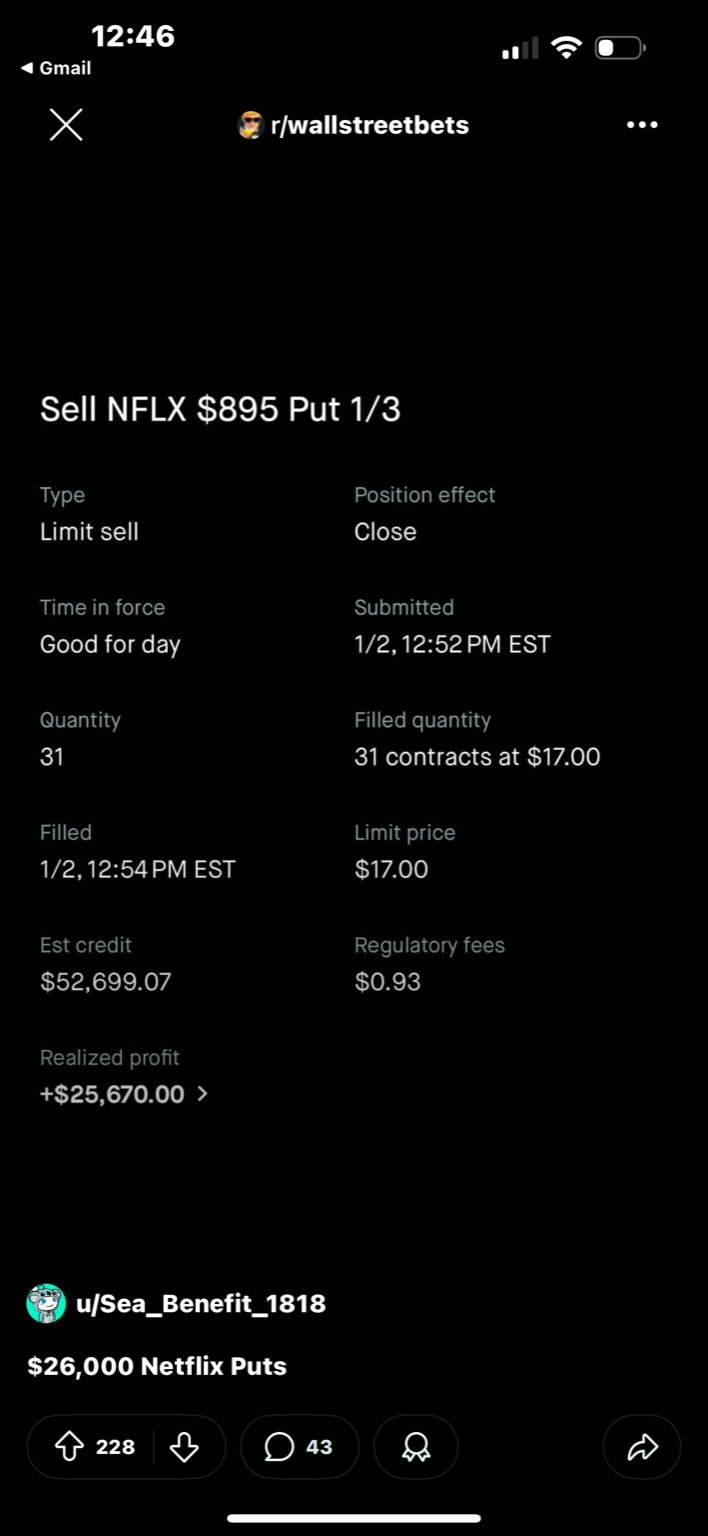 12:46
◀ Gmail
r/wallstreetbets
Sell NFLX $895 Put 1/3
Type
Position effect
Limit sell
Close
Time in force
Submitted
Good for day
1/2, 12:52 PM EST
Quantity
Filled quantity
31
31 contracts at $17.00
Filled
Limit price
1/2, 12:54 PM EST
$17.00
Est credit
Regulatory fees
$52,699.07
$0.93
Realized profit
+$25,670.00 >
u/Sea_Benefit_1818
$26,000 Netflix Puts
228
43